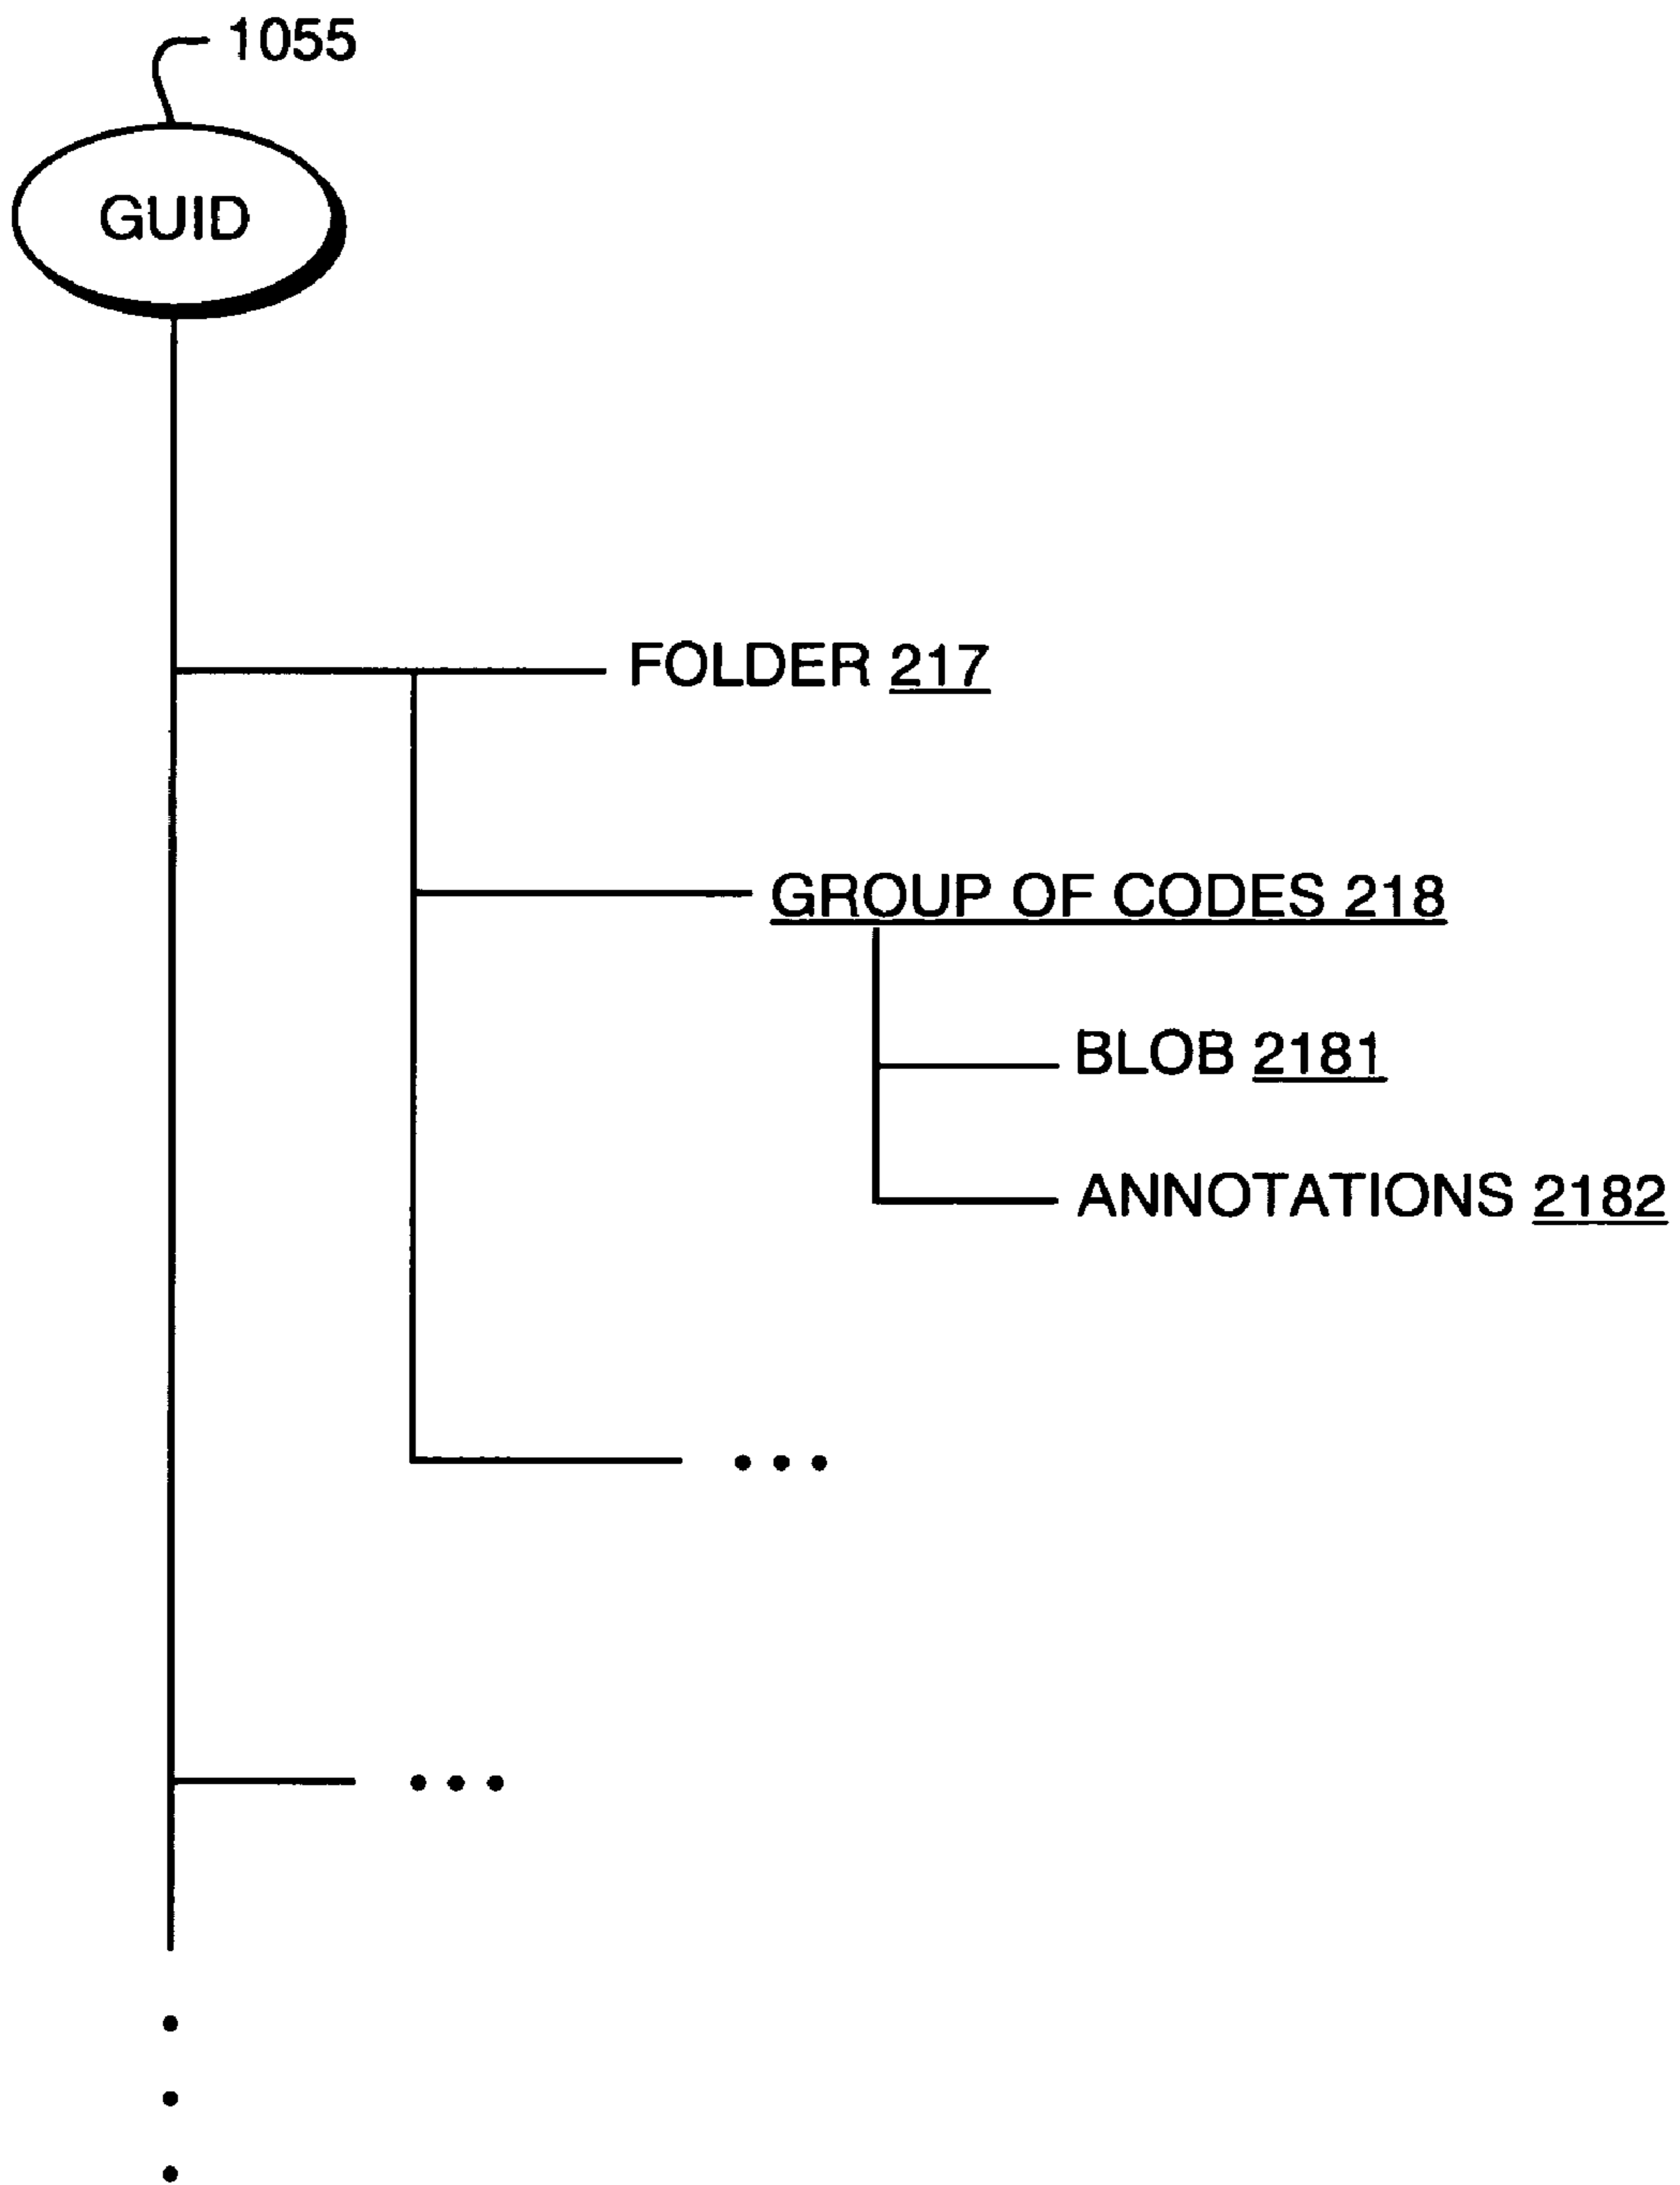 1055
GUID
FOLDER 217
GROUP OF CODES 218
BLOB 2181
ANNOTATIONS 2182
• • •
• • •
•
•
•